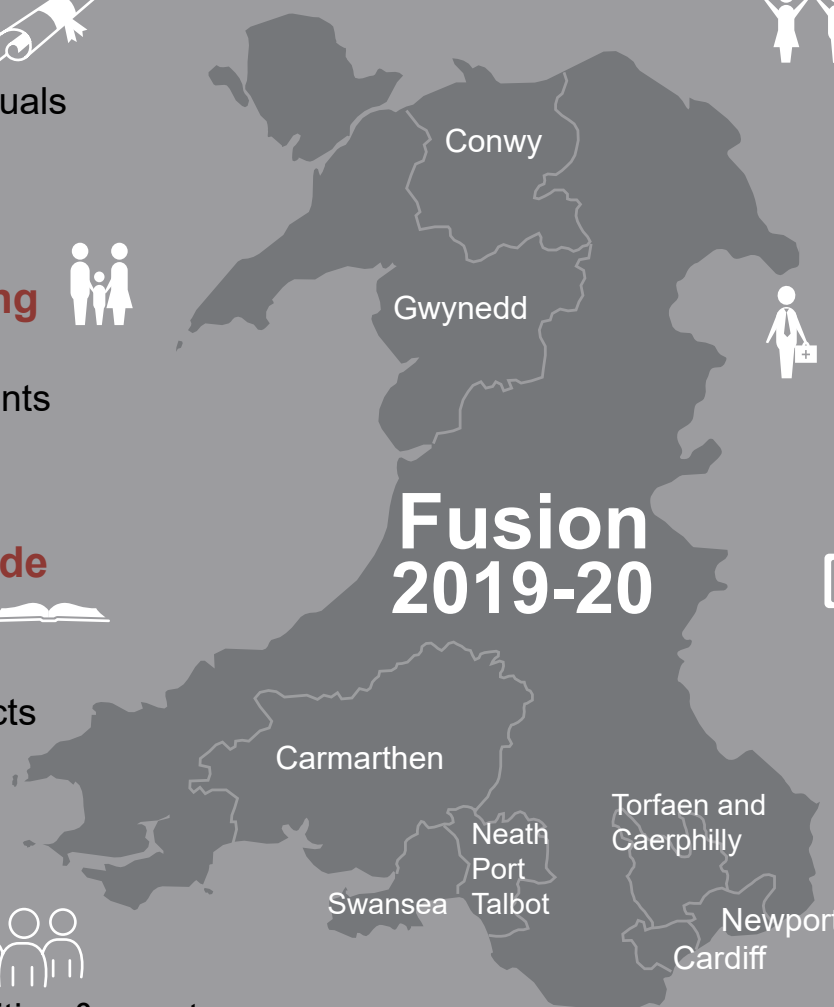 uals
Conwy
ng
Gwynedd
nts
Fusion
2019-20
de
cts
Carmarthen
Torfaen and
Caerphilly
Neath
Port
Talbot
Swansea
Newport
Cardiff